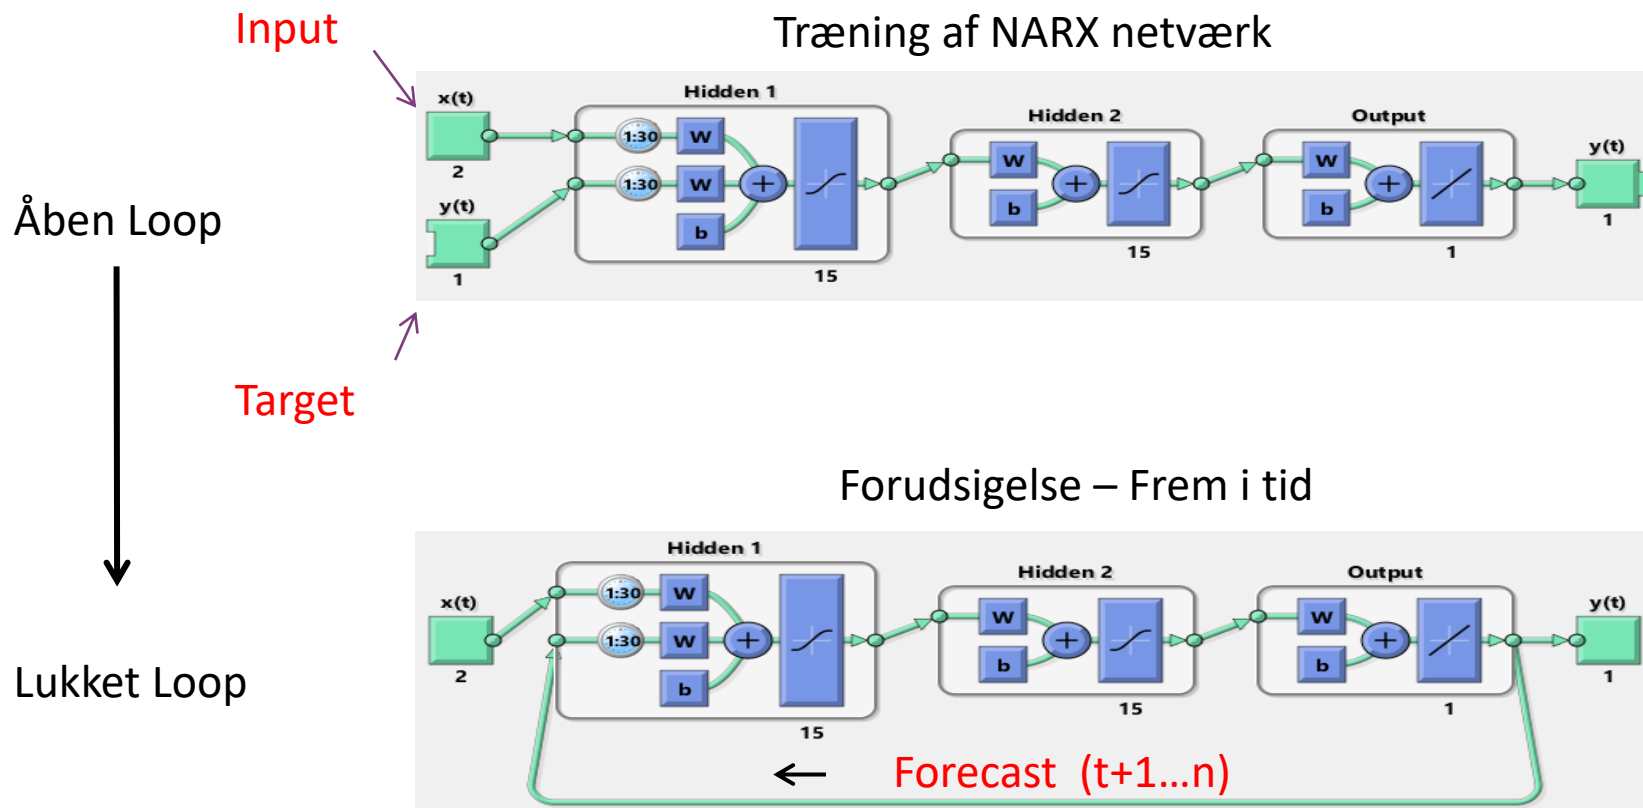 Input
Træning af NARX netværk
Hidden 1
x(t)
1:30
W
2
1:30
W
+
y(t)
b
1
15
Hidden 2
W
+
b
15
Output
W
+
b
1
y(t)
1
Åben Loop
Target
Forudsigelse – Frem i tid
Hidden 1
x(t)
1:30
W
2
1:30
W
+
b
15
Hidden 2
W
+
b
15
Output
W
+
b
1
y(t)
1
Lukket Loop
Forecast (t+1...n)